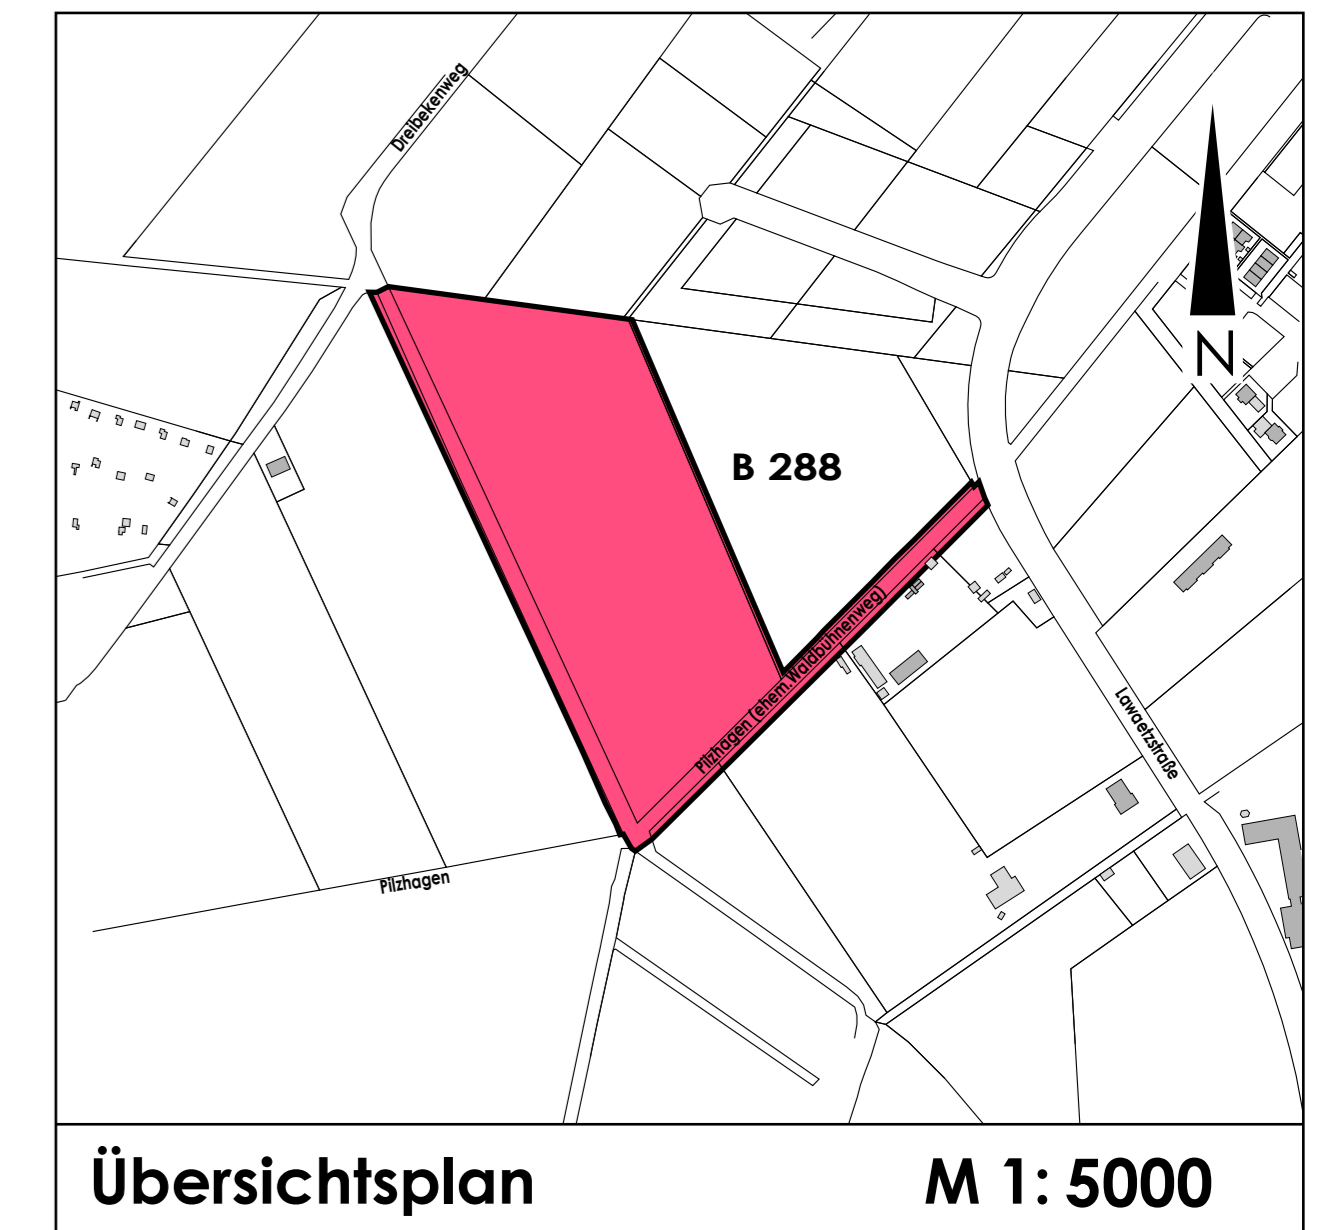 Dreibekenweg
N
B 288
Pilzhagen (ehem.Waldbühnenweg)
Lawaetzstraße
Pilzhagen
Übersichtsplan M 1: 5000